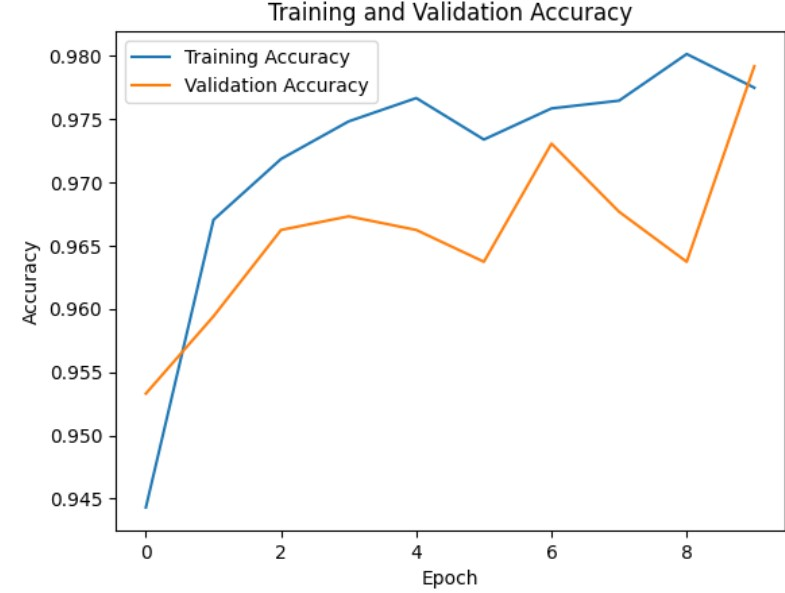 Training and Validation Accuracy
Training Accuracy
Validation Accuracy
0.980
0.975
0.970
0.965
0.960
0.955
0.950
0.945
Accuracy
0 2 4 6 8
Epoch